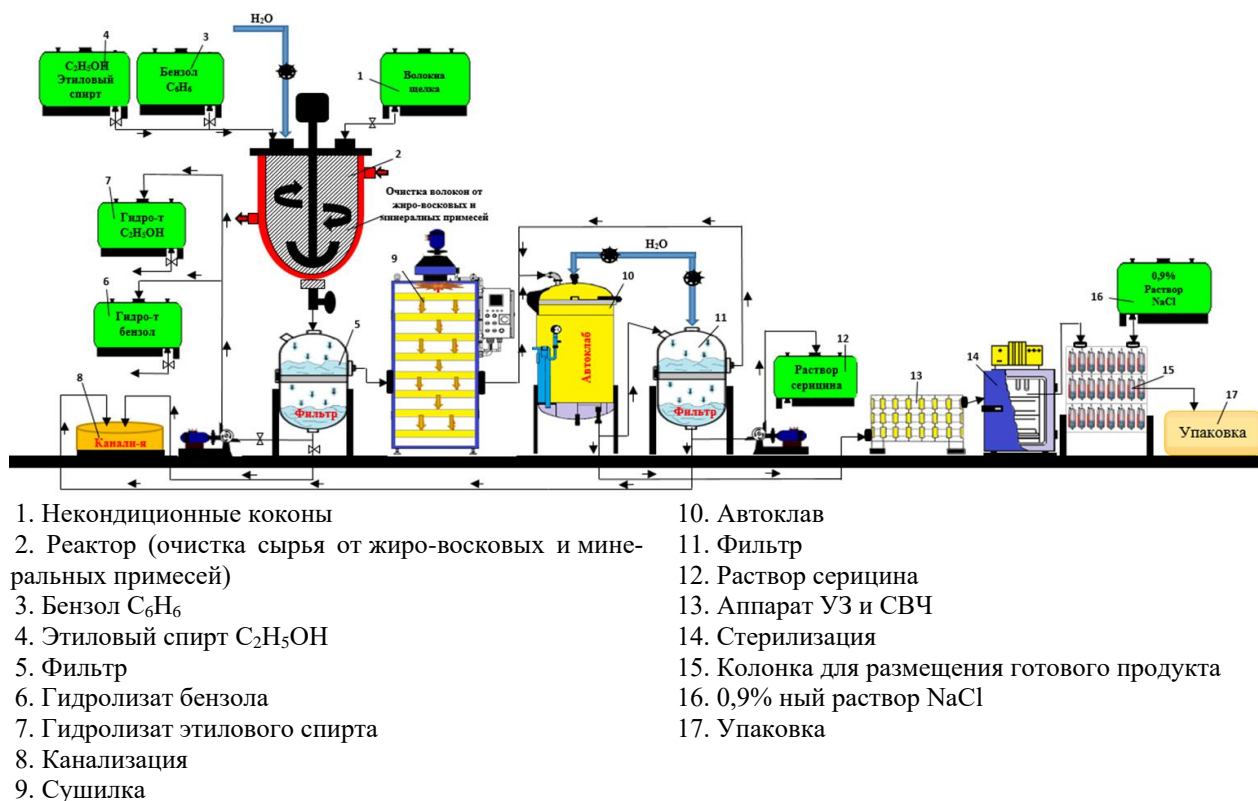 H₂O
4
3
C₂H₅OH
Этиловый
спирт
Бензол
C₆H₆
1
Волокна
щелка
2
Очистка волокон от
жиро-восковых и
минералных примесей
7
Гидро-т
C₂H₅OH
6
Гидро-т
бензол
8
Канали-я
5
Фильтр
9
10
H₂O
Автоклаб
11
Фильтр
12
Раствор
серицина
13
14
16
0,9%
Раствор
NaCl
15
17
Упаковка
1. Некондиционные коконы
2. Реактор (очистка сырья от жиро-восковых и мине-
ральных примесей)
3. Бензол C₆H₆
4. Этиловый спирт C₂H₅OH
5. Фильтр
6. Гидролизат бензола
7. Гидролизат этилового спирта
8. Канализация
9. Сушилка
10. Автоклав
11. Фильтр
12. Раствор серицина
13. Аппарат УЗ и СВЧ
14. Стерилизация
15. Колонка для размещения готового продукта
16. 0,9% ный раствор NaCl
17. Упаковка